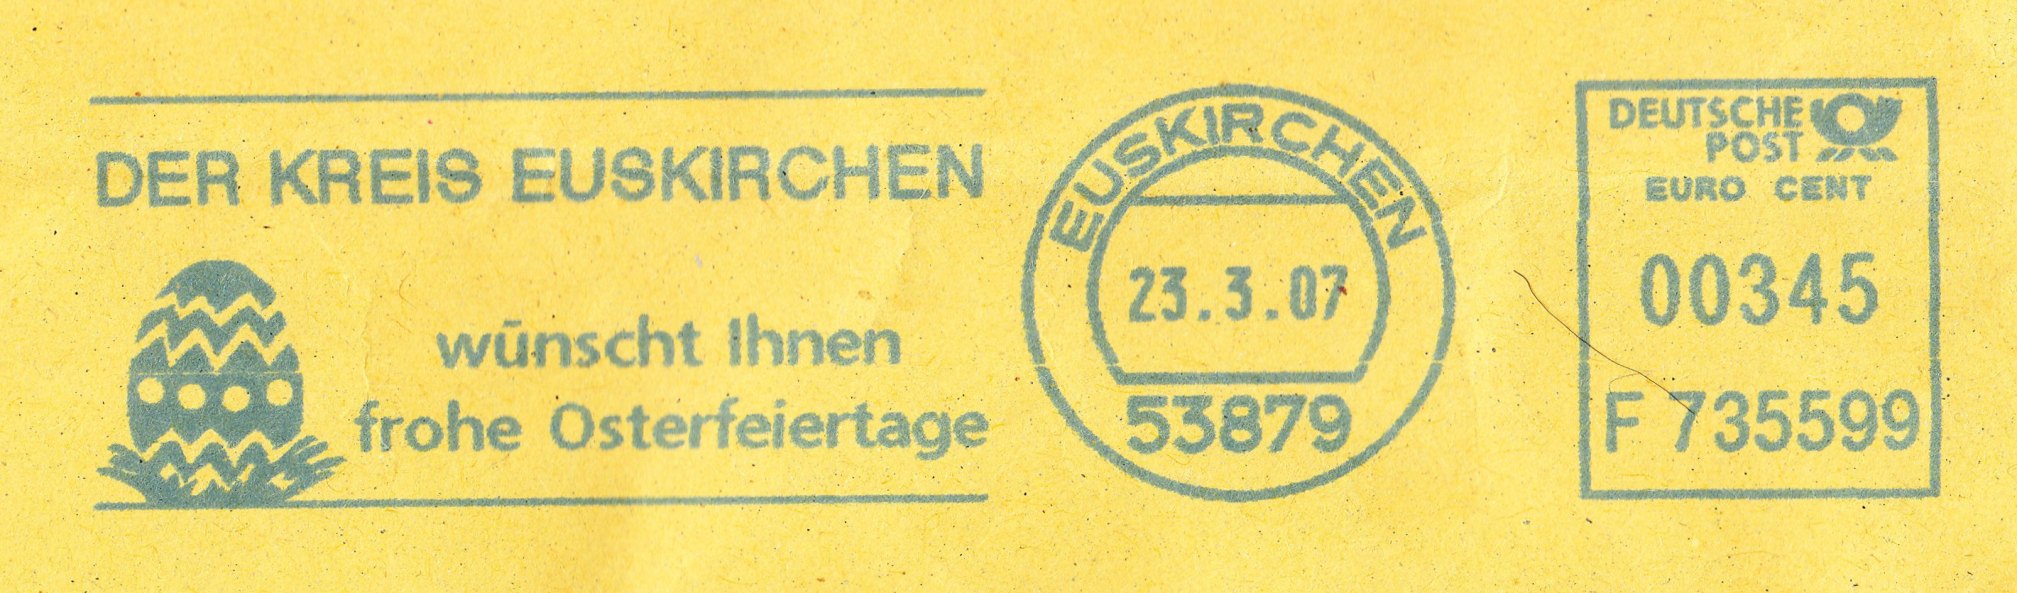 DER KREIS EUSKIRCHEN
wünscht Ihnen
frohe Osterfeiertage
EUSKIRCHEN
23.3.07
53879
DEUTSCHE
POST
EURO CENT
00345
F 735599